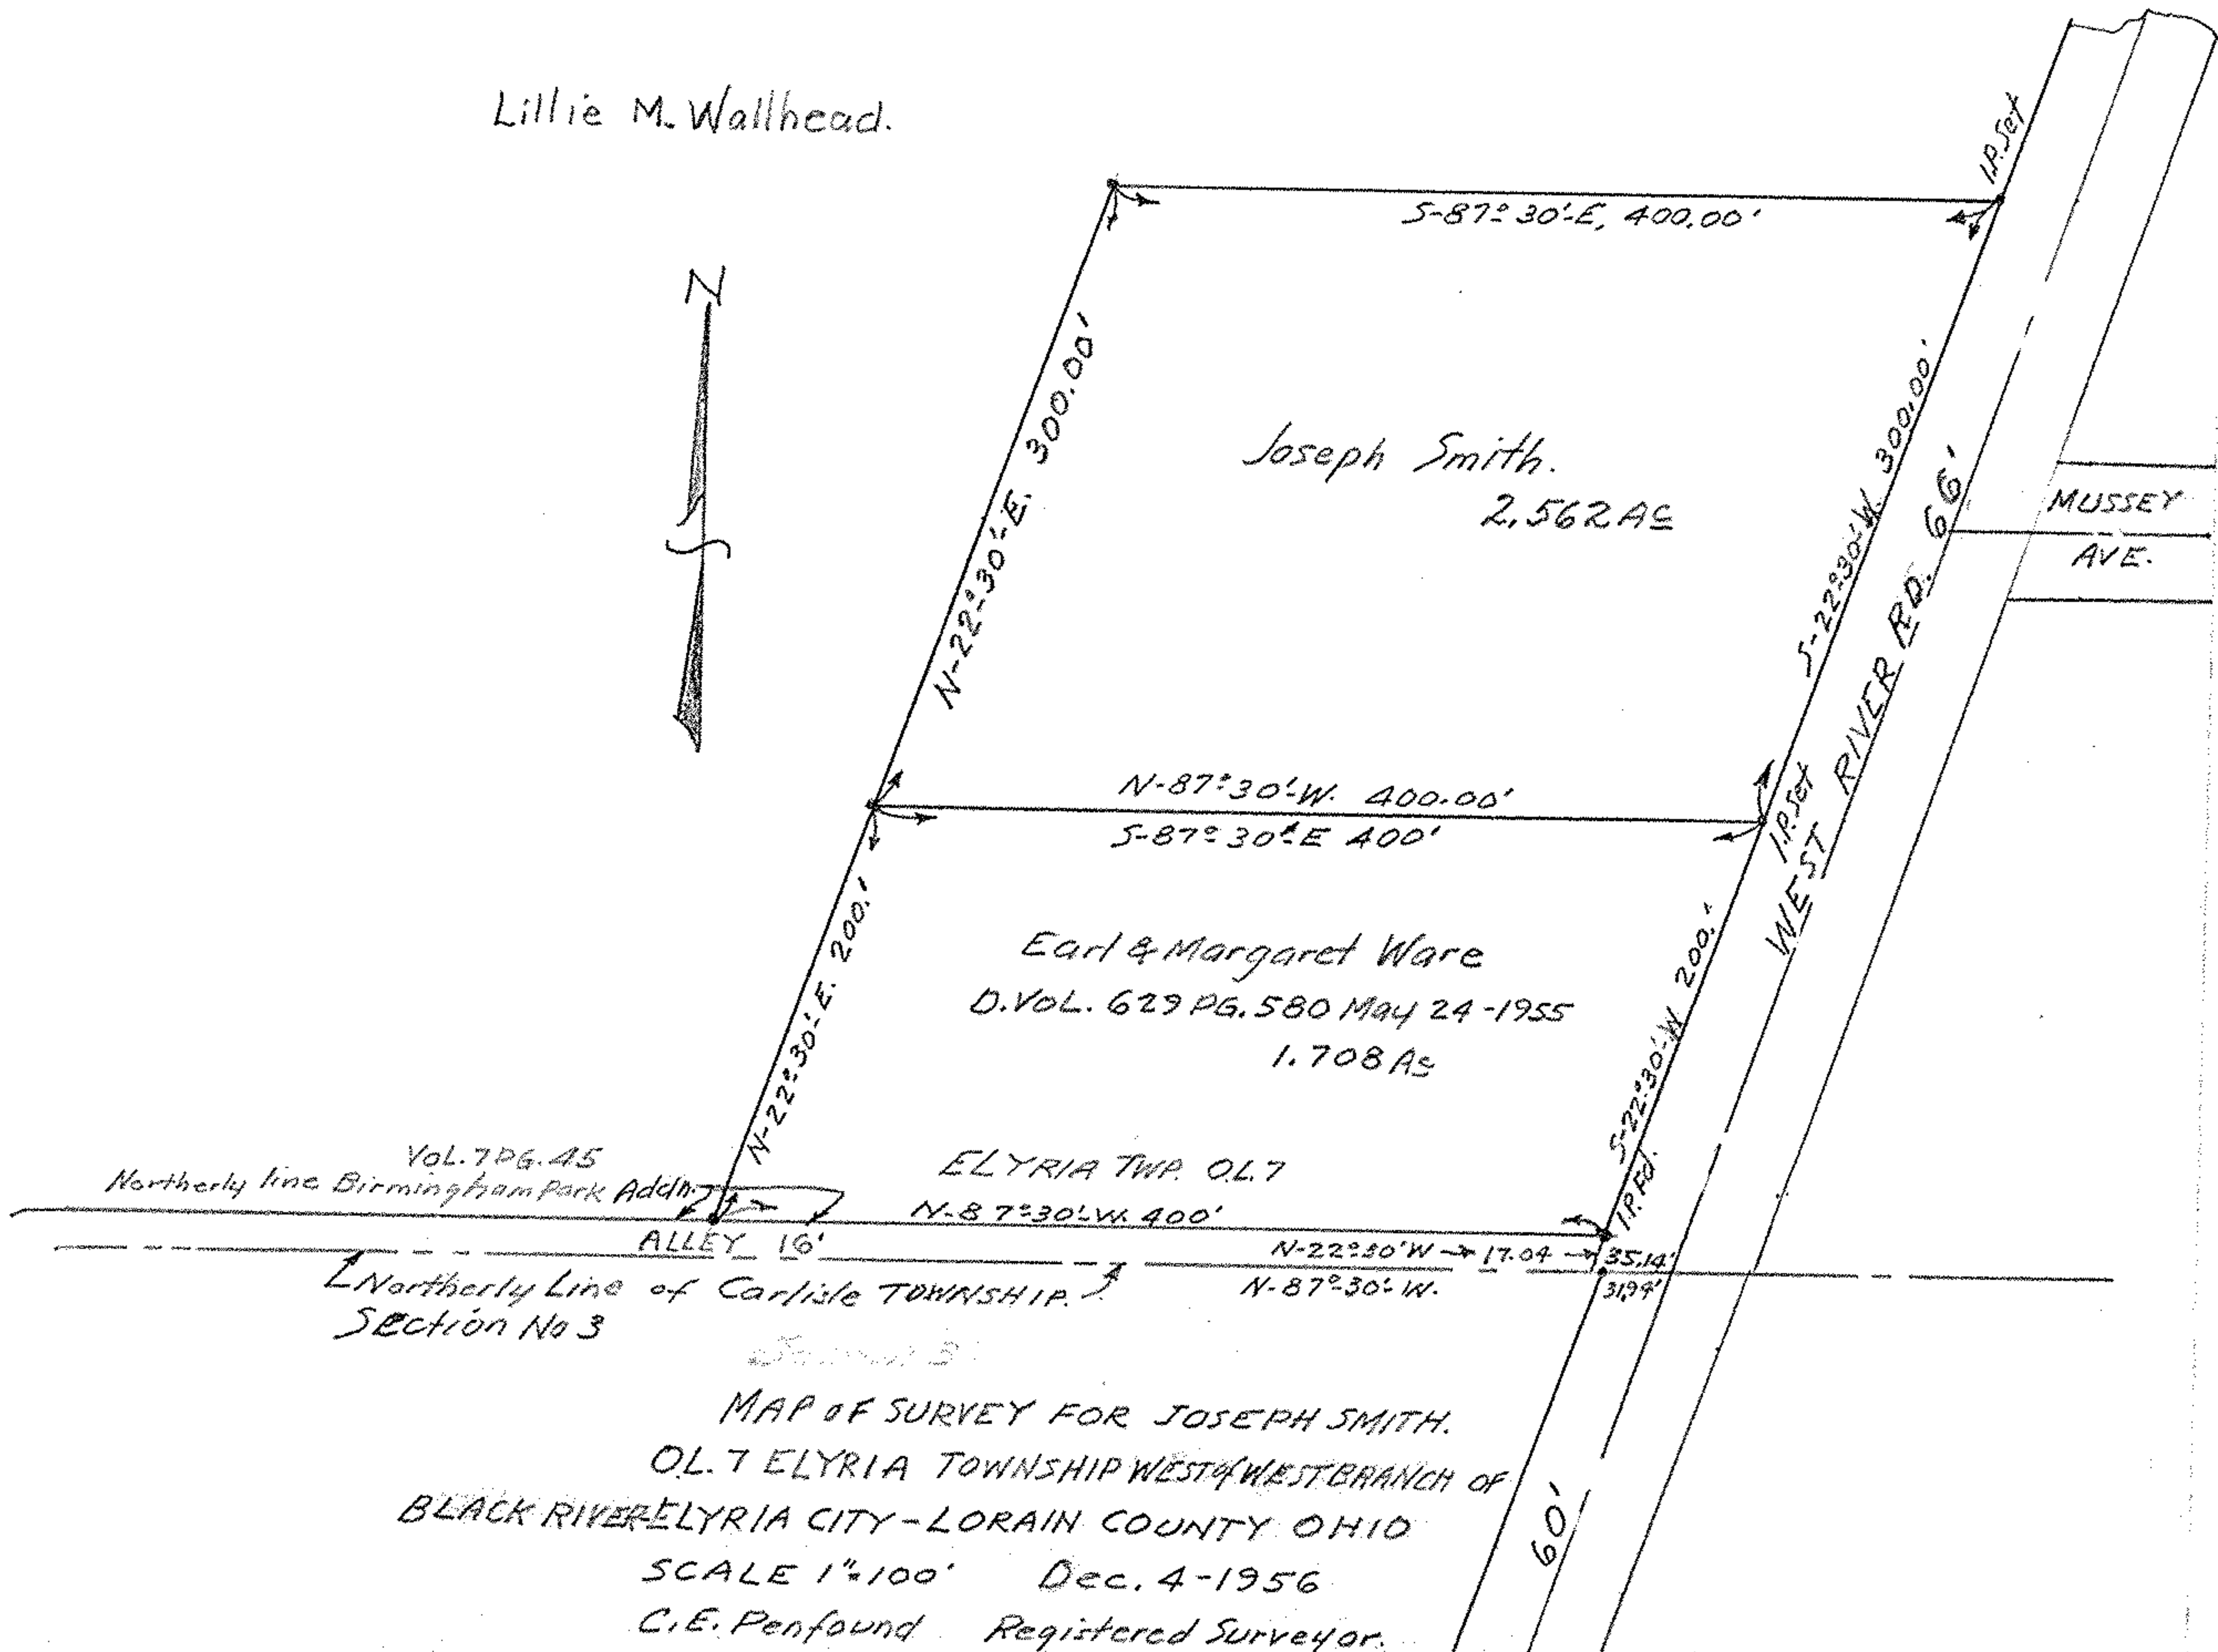 Lillie M. Wallhead.
I.P. Set
S-87° 30'-E, 400.00'
N
N-22°30'-E. 300.00'
Joseph Smith.
2.562 Ac
S-22°30'-W. 300.00'
MUSSEY
AVE.
WEST RIVER RD. 66'
N-87° 30'-W. 400.00'
S-87° 30'-E 400'
I.P. Set
Earl & Margaret Ware
D. VOL. 629 PG. 580 May 24-1955
1.708 Ac
N-22°30'-E. 200.'
S-22°30'-W 200.'
I.P. Fd.
VOL. 7 PG. 45
Northerly line Birmingham Park Addn.
ELYRIA TWP. O.L. 7
N-87°30'-W. 400'
ALLEY 16'
N-22°30'W → 17.04 → 35.14'
N-87°-30'-W. 31.94'
Northerly Line of Carlisle TOWNSHIP.
Section No 3
MAP OF SURVEY FOR JOSEPH SMITH.
O.L. 7 ELYRIA TOWNSHIP WEST of WEST BRANCH OF
BLACK RIVER-ELYRIA CITY-LORAIN COUNTY OHIO
SCALE 1"=100' Dec. 4-1956
C.E. Penfound Registered Surveyor.
60'